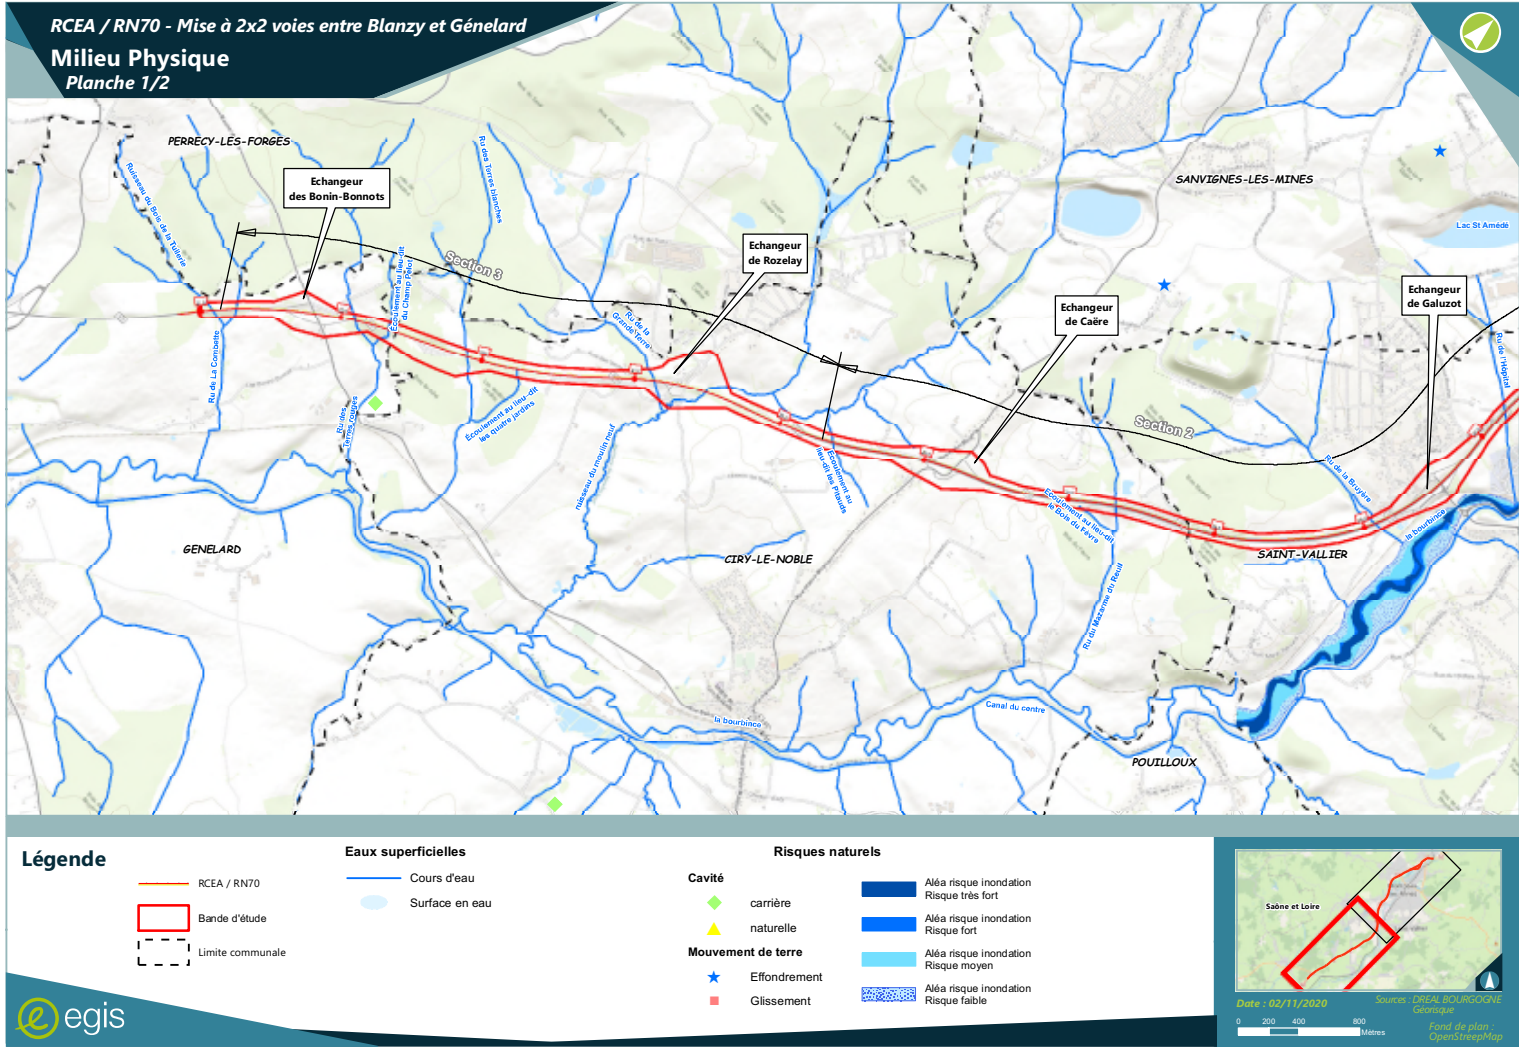 RCEA / RN70 - Mise à 2x2 voies entre Blanzy et Génelard
Milieu Physique
Planche 1/2
PERRECY-LES-FORGES
Ruisseau du Bois de la Tuilerie
Echangeur
des Bonin-Bonnots
Ru des Terres blanches
Section 3
Écoulement au lieu-dit
du Champ Pelot
Echangeur
de Rozelay
SANVIGNES-LES-MINES
Lac St Amédé
Echangeur
de Caëre
Echangeur
de Galuzot
Ru de l'Hôpital
Ru de La Combette
Ru de la
Grande Terre
Ru des
Terres rouges
Écoulement au lieu-dit
les quatre jardins
ruisseau du moulin neuf
Ecoulement au
lieu-dit les Pitauds
Section 2
Ru de la Bruyère
Ecoulement au lieu-dit
le Bois du Fèvre
la bourbince
GENELARD
CIRY-LE-NOBLE
SAINT-VALLIER
Ru du Mazarme du Reuil
la bourbince
Canal du centre
POUILLOUX
Légende
RCEA / RN70
Bande d'étude
Limite communale
Eaux superficielles
Cours d'eau
Surface en eau
Risques naturels
Cavité
carrière
naturelle
Mouvement de terre
Effondrement
Glissement
Aléa risque inondation
Risque très fort
Aléa risque inondation
Risque fort
Aléa risque inondation
Risque moyen
Aléa risque inondation
Risque faible
Saône et Loire
Date : 02/11/2020
Sources : DREAL BOURGOGNE
Géorisque
0 200 400 800
Mètres
Fond de plan :
OpenStreepMap
egis